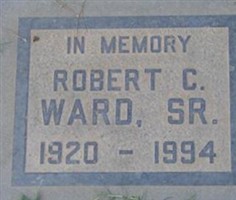 IN MEMORY
ROBERT C.
WARD, SR.
1920 - 1994